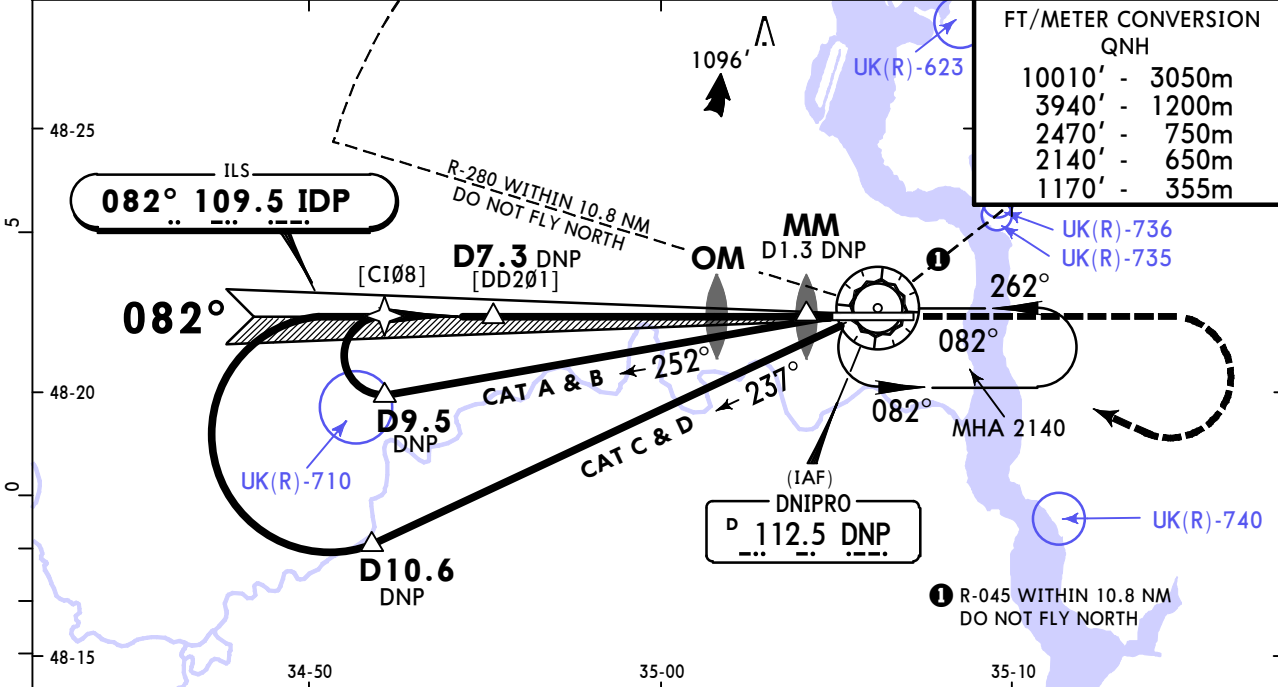 FT/METER CONVERSION
QNH
10010' - 3050m
3940' - 1200m
2470' - 750m
2140' - 650m
1170' - 355m
1096'
UK(R)-623
48-25
ILS
082° 109.5 IDP
R-280 WITHIN 10.8 NM
DO NOT FLY NORTH
5
MM
D1.3 DNP
OM
D7.3 DNP
[DD2Ø1]
[CIØ8]
UK(R)-736
UK(R)-735
1
262°
082°
082°
252°
CAT A & B
237°
CAT C & D
082°
MHA 2140
48-20
D9.5
DNP
UK(R)-710
0
(IAF)
DNIPRO
D 112.5 DNP
UK(R)-740
D10.6
DNP
1 R-045 WITHIN 10.8 NM
DO NOT FLY NORTH
48-15
34-50
35-00
35-10